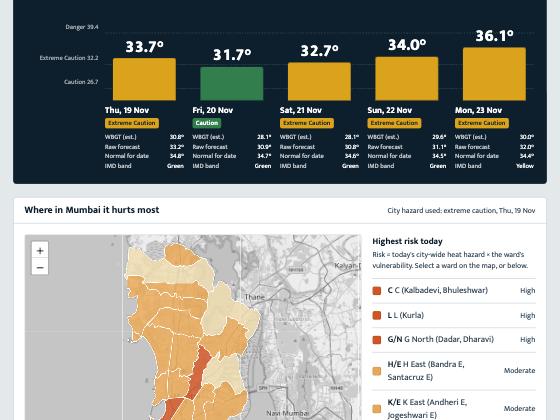 Danger 39.4
Extreme Caution 32.2
Caution 26.7
33.7° 31.7° 32.7° 34.0° 36.1°
Thu, 19 Nov Fri, 20 Nov Sat, 21 Nov Sun, 22 Nov Mon, 23 Nov
Extreme Caution Caution Extreme Caution Extreme Caution Extreme Caution
WBGT (est.) 30.8° WBGT (est.) 28.1° WBGT (est.) 28.1° WBGT (est.) 29.6° WBGT (est.) 30.0°
Raw forecast 33.2° Raw forecast 30.9° Raw forecast 30.8° Raw forecast 31.1° Raw forecast 32.0°
Normal for date 34.8° Normal for date 34.7° Normal for date 34.6° Normal for date 34.5° Normal for date 34.4°
IMD band Green IMD band Green IMD band Green IMD band Green IMD band Yellow
Where in Mumbai it hurts most City hazard used: extreme caution, Thu, 19 Nov
+
−
Kalyan-D
Thane
Navi Mumbai
Highest risk today
Risk = today's city-wide heat hazard × the ward's
vulnerability. Select a ward on the map, or below.
C C (Kalbadevi, Bhuleshwar) High
L L (Kurla) High
G/N G North (Dadar, Dharavi) High
H/E H East (Bandra E,
Santacruz E) Moderate
K/E K East (Andheri E,
Jogeshwari E) Moderate